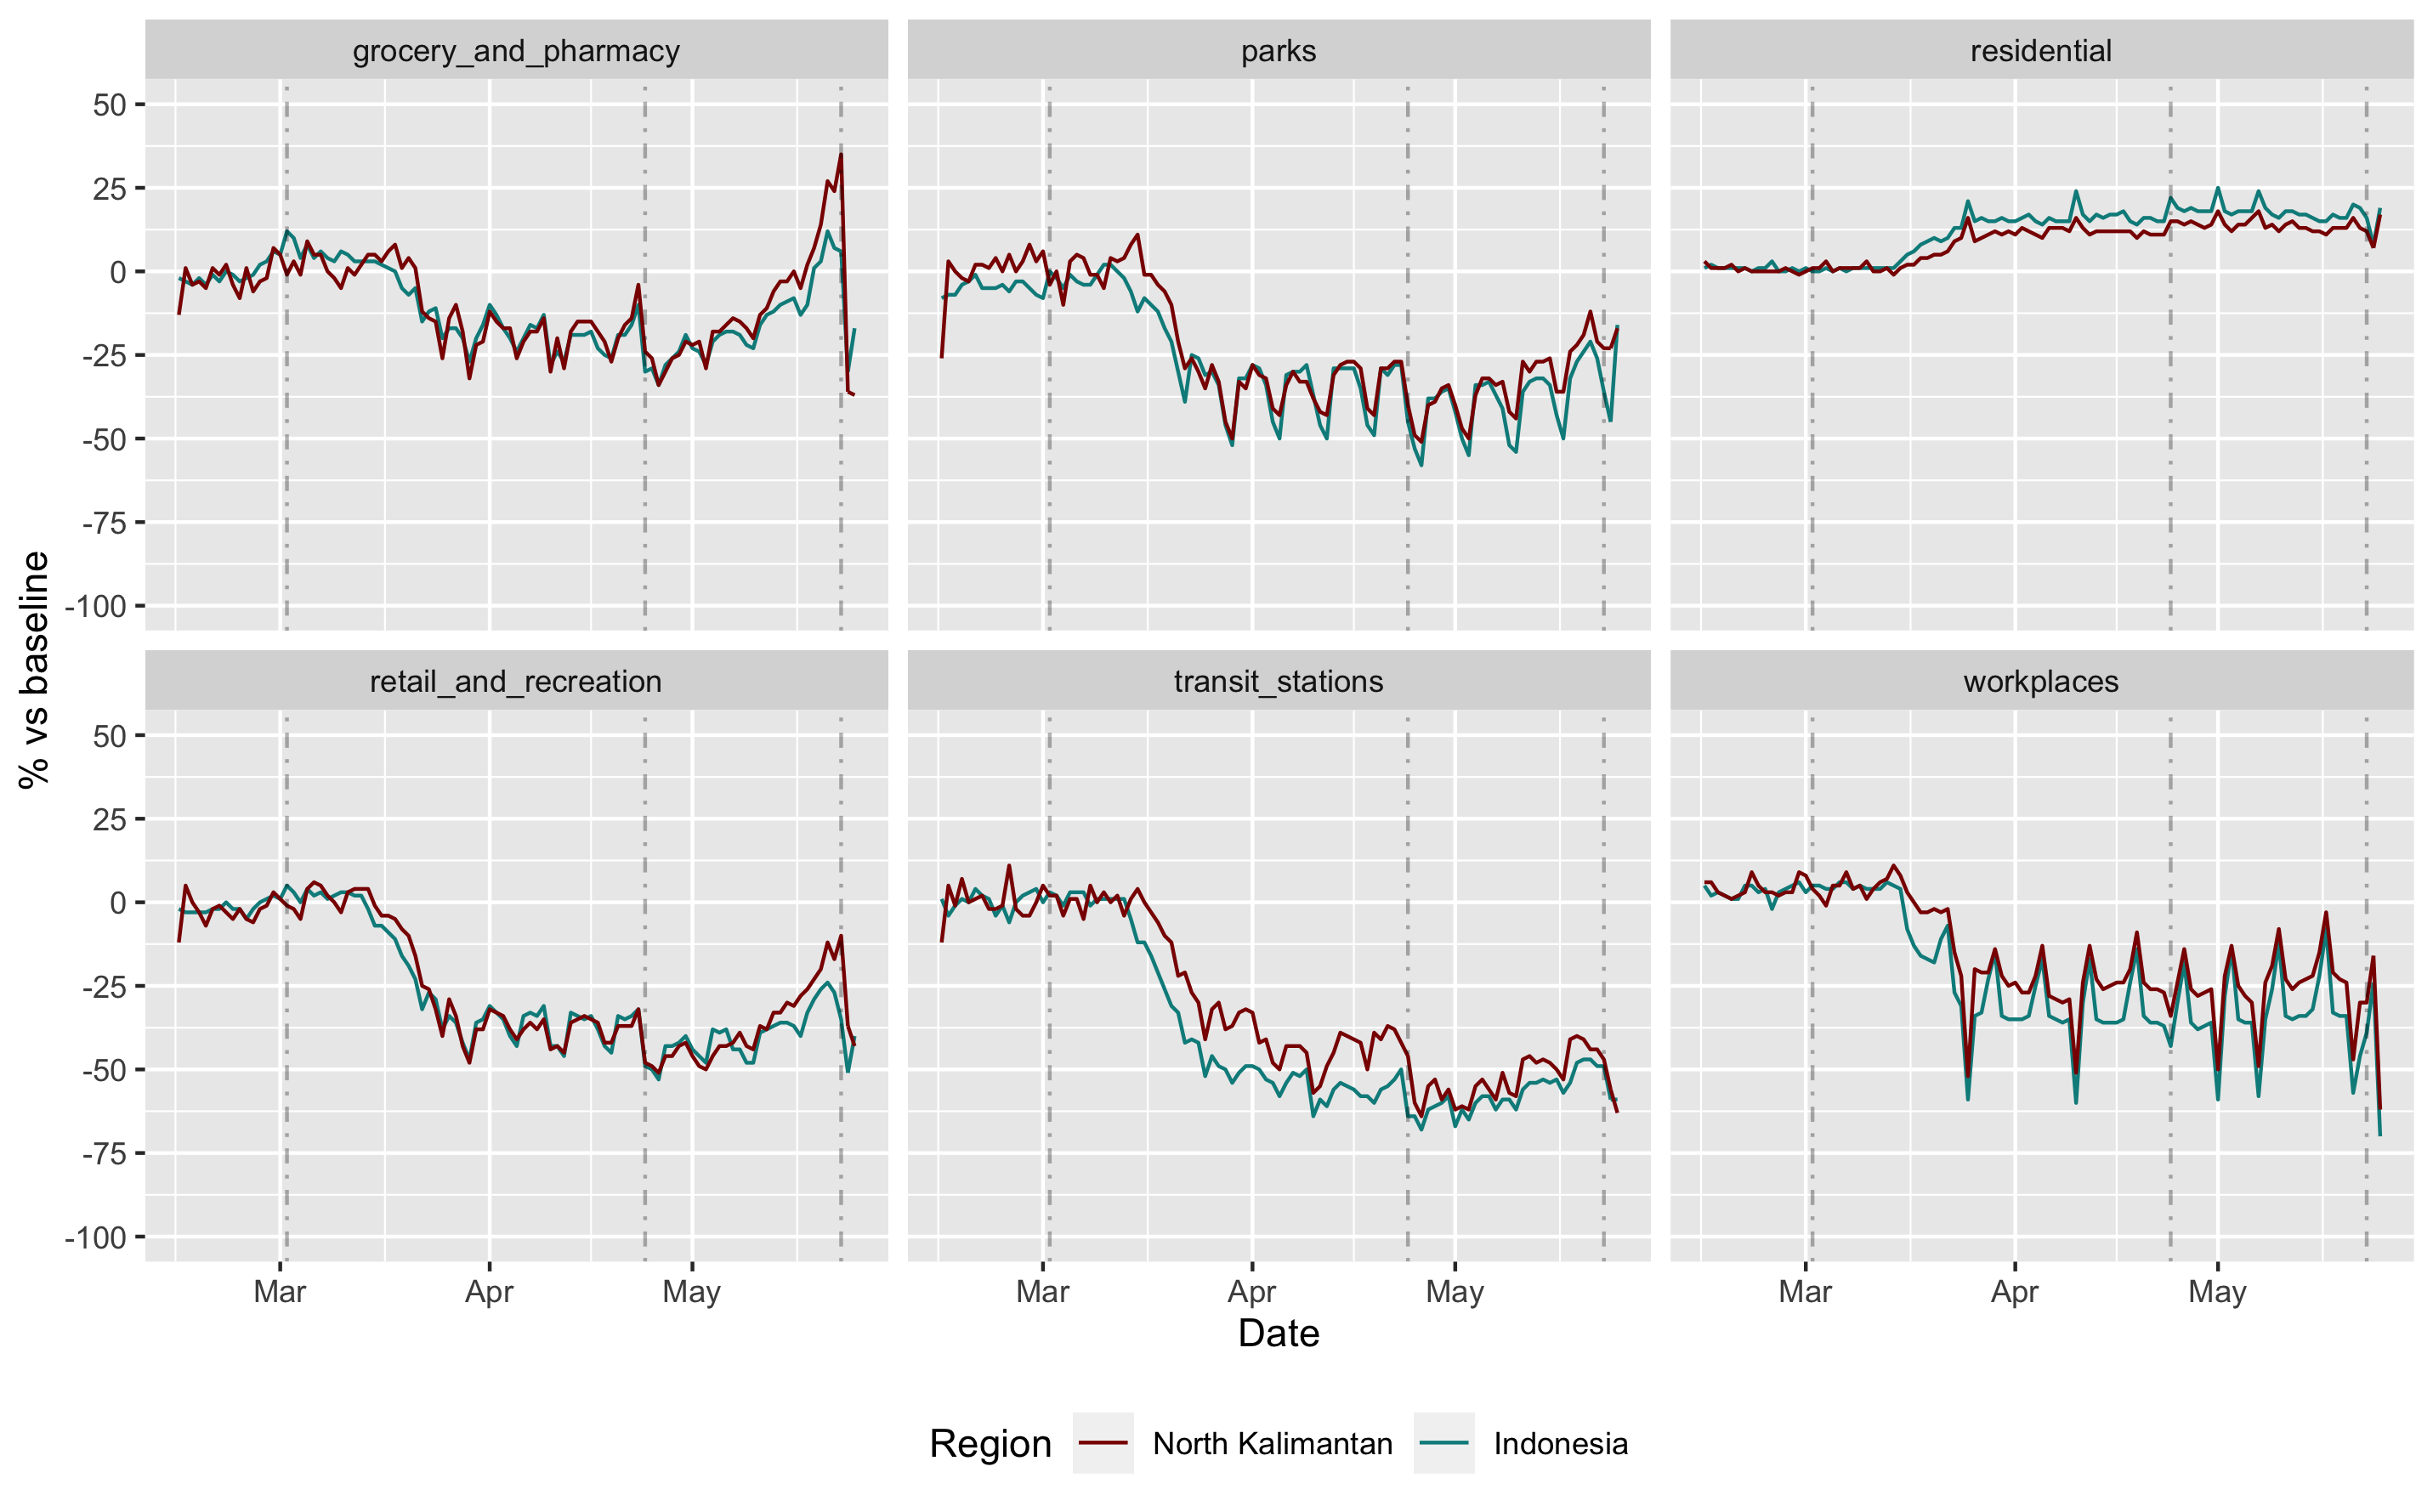 grocery_and_pharmacy parks residential
50
25
0
-25
-50
-75
-100
% vs baseline
retail_and_recreation transit_stations workplaces
50
25
0
-25
-50
-75
-100
Mar Apr May Mar Apr May Mar Apr May
Date
Region North Kalimantan Indonesia